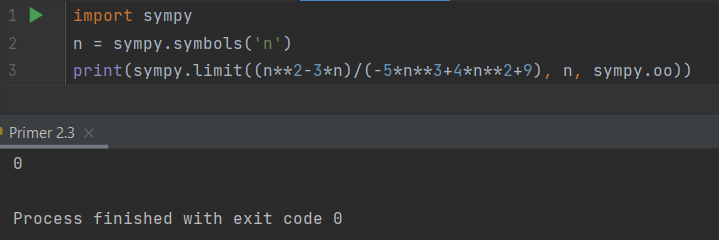 1 import sympy
2 n = sympy.symbols('n')
3 print(sympy.limit((n**2-3*n)/(-5*n**3+4*n**2+9), n, sympy.oo))
Primer 2.3 ×
0
Process finished with exit code 0